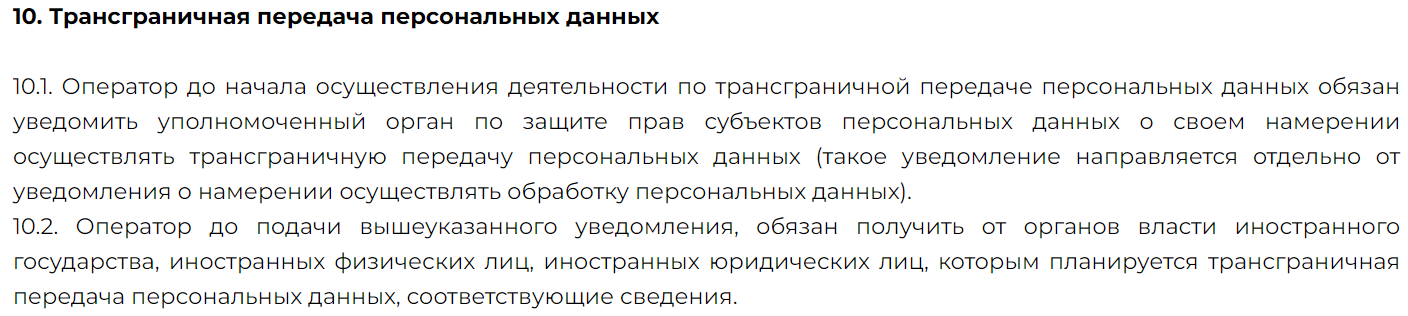 10. Трансграничная передача персональных данных
10.1. Оператор до начала осуществления деятельности по трансграничной передаче персональных данных обязан
уведомить уполномоченный орган по защите прав субъектов персональных данных о своем намерении
осуществлять трансграничную передачу персональных данных (такое уведомление направляется отдельно от
уведомления о намерении осуществлять обработку персональных данных).
10.2. Оператор до подачи вышеуказанного уведомления, обязан получить от органов власти иностранного
государства, иностранных физических лиц, иностранных юридических лиц, которым планируется трансграничная
передача персональных данных, соответствующие сведения.